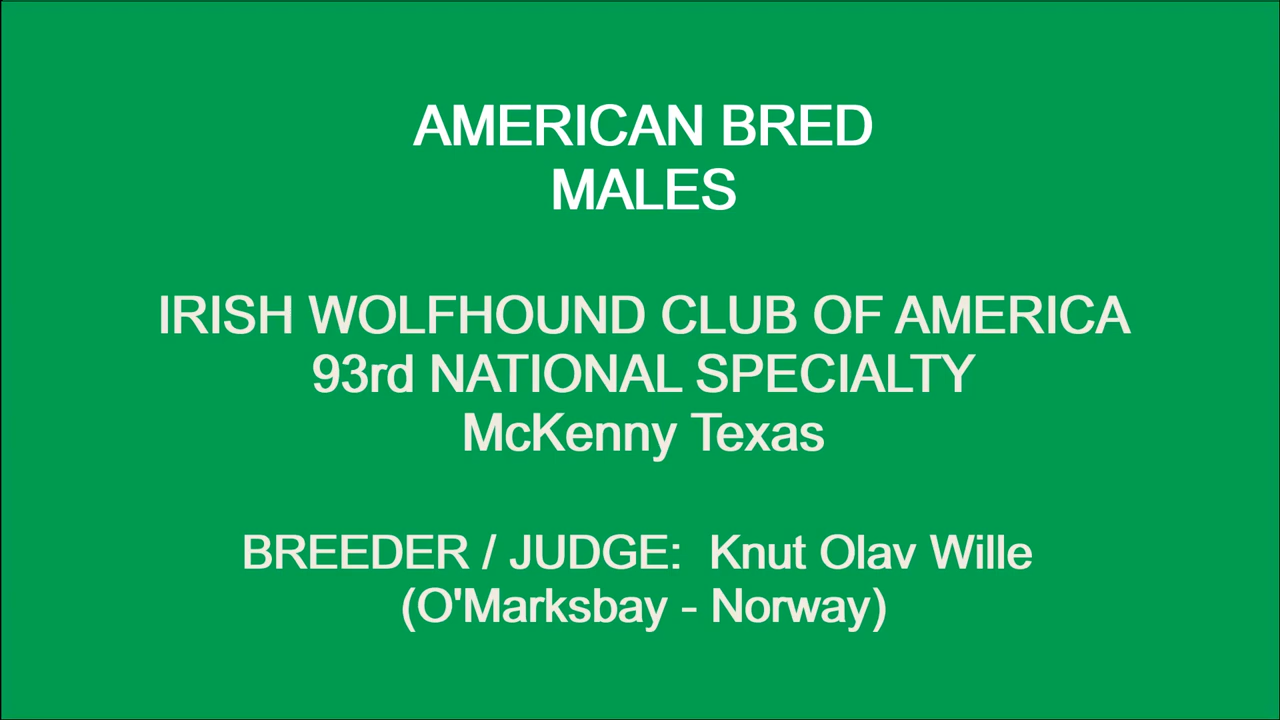 AMERICAN BRED
MALES
IRISH WOLFHOUND CLUB OF AMERICA
93rd NATIONAL SPECIALTY
McKenny Texas
BREEDER / JUDGE:  Knut Olav Wille
(O'Marksbay - Norway)